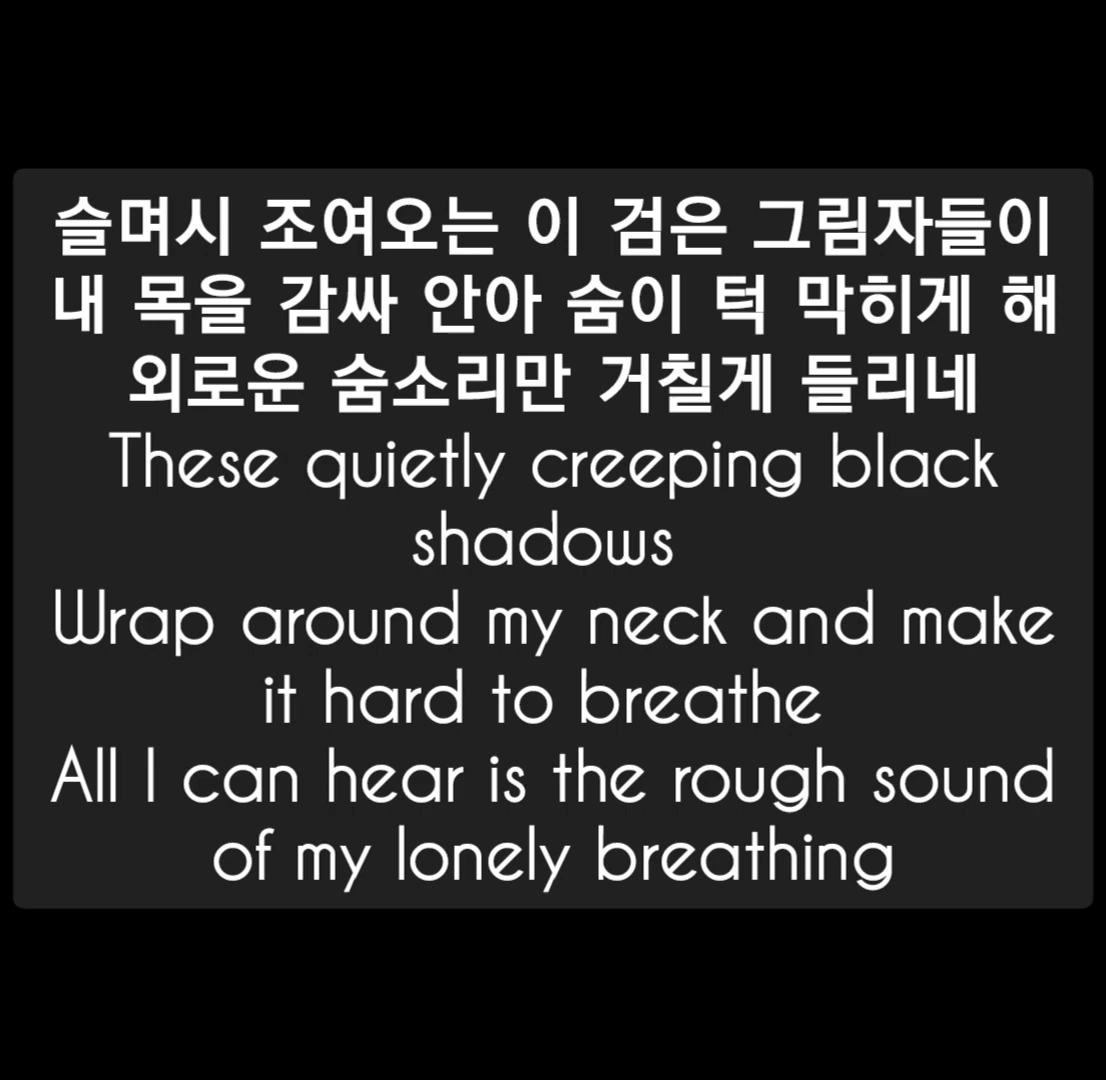 슬며시 조여오는 이 검은 그림자들이
내 목을 감싸 안아 숨이 턱 막히게 해
외로운 숨소리만 거칠게 들리네
These quietly creeping black
shadows
Wrap around my neck and make
it hard to breathe
All I can hear is the rough sound
of my lonely breathing